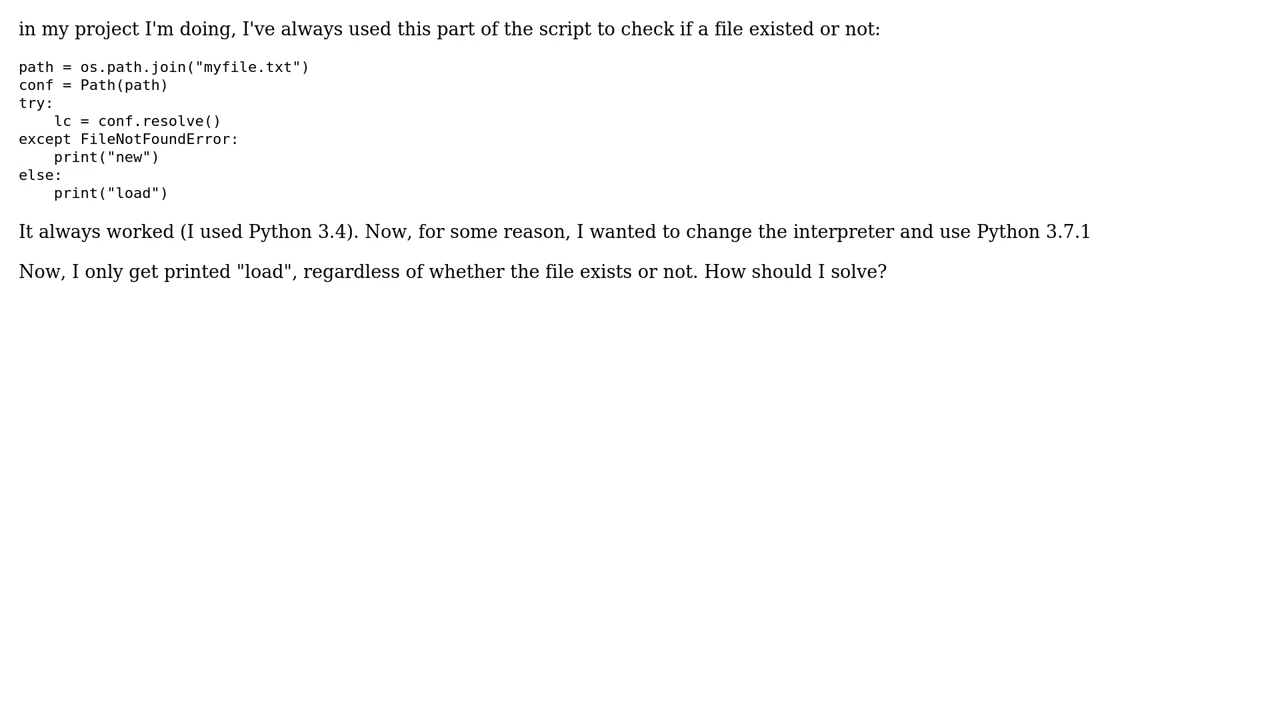 in my project I'm doing, I've always used this part of the script to check if a file existed or not:
path = os.path.join("myfile.txt")
conf = Path(path)
try:
    lc = conf.resolve()
except FileNotFoundError:
    print("new")
else:
    print("load")
It always worked (I used Python 3.4). Now, for some reason, I wanted to change the interpreter and use Python 3.7.1
Now, I only get printed "load", regardless of whether the file exists or not. How should I solve?